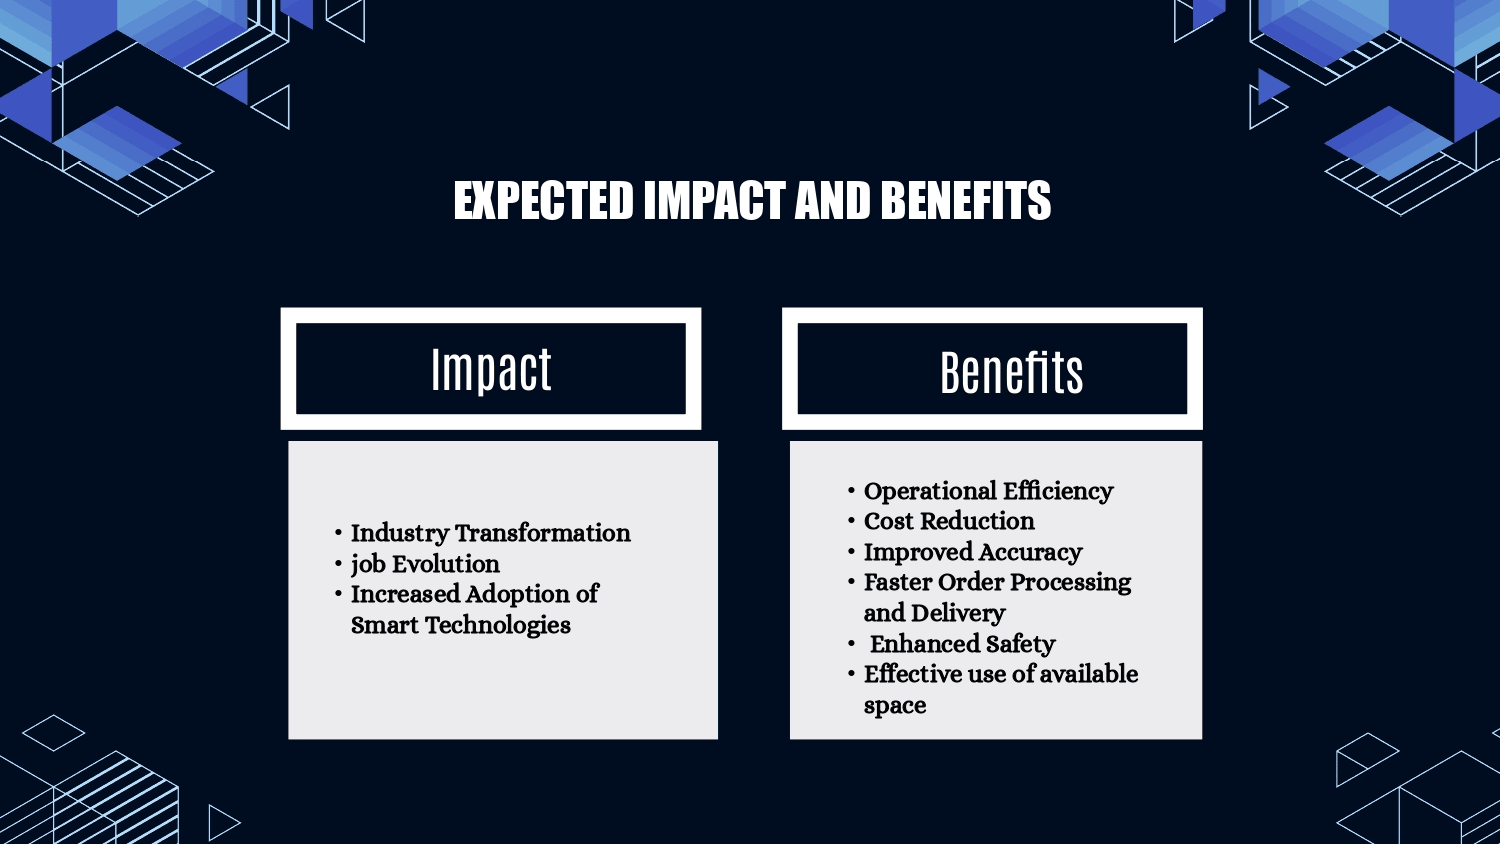 EXPECTED IMPACT AND BENEFITS
Impact
• Industry Transformation
• job Evolution
• Increased Adoption of
Smart Technologies
Benefits
• Operational Efficiency
• Cost Reduction
• Improved Accuracy
• Faster Order Processing
and Delivery
• Enhanced Safety
• Effective use of available
space